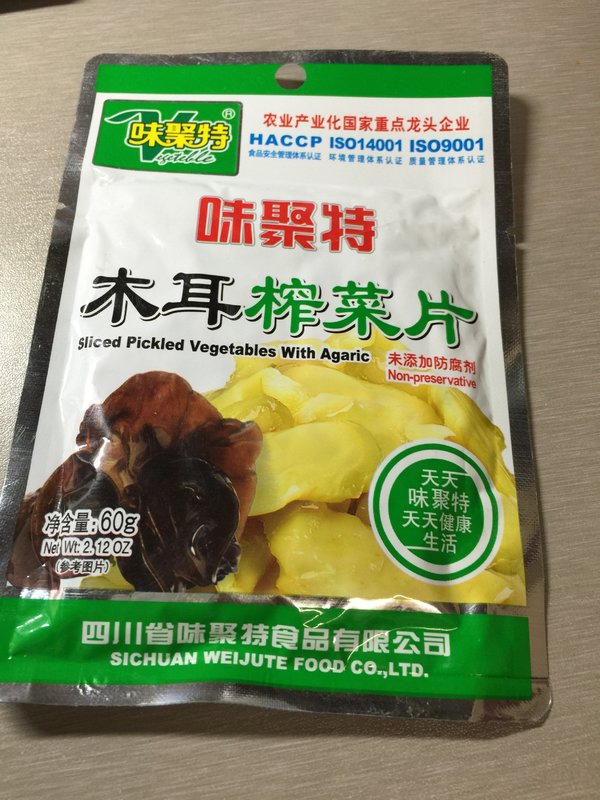 味聚特®
Vegetable
农业产业化国家重点龙头企业
HACCP ISO14001 ISO9001
食品安全管理体系认证 环境管理体系认证 质量管理体系认证
味聚特
木耳榨菜片
Sliced Pickled Vegetables With Agaric
未添加防腐剂
Non-preservative
天天
味聚特
天天健康
生活
净含量:60g
Net Wt: 2.12 OZ
(参考图片)
四川省味聚特食品有限公司
SICHUAN WEIJUTE FOOD CO.,LTD.